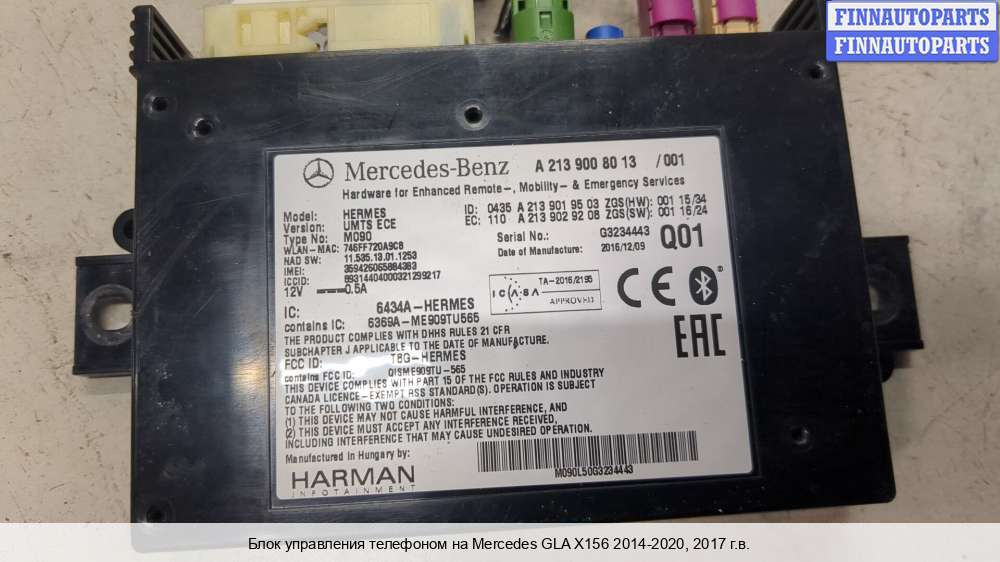 FINNAUTOPARTS
FINNAUTOPARTS
Mercedes-Benz A 213 900 80 13 /001
Hardware for Enhanced Remote-, Mobility- & Emergency Services
Model: HERMES ID: 0435 A 213 901 95 03 ZGS(HW): 001 15/34
Version: UMTS ECE EC: 110 A 213 902 92 08 ZGS(SW): 001 16/24
Type No: M090 Serial No.: G3234443 Q01
WLAN-MAC: 746FF720A9C8 Date of Manufacture: 2016/12/09
NAD SW: 11.535.13.01.1253
IMEI: 359426065884383
ICCID: 89314404000321299217
12V 0.5A
ICASA TA-2016/2195
APPROVED
CE
EAC
IC: 6434A-HERMES
contains IC: 6369A-ME909TU565
THE PRODUCT COMPLIES WITH DHHS RULES 21 CFR
SUBCHAPTER J APPLICABLE TO THE DATE OF MANUFACTURE.
FCC ID: T8G-HERMES
contains FCC ID: QISME909TU-565
THIS DEVICE COMPLIES WITH PART 15 OF THE FCC RULES AND INDUSTRY
CANADA LICENCE-EXEMPT RSS STANDARD(S). OPERATION IS SUBJECT
TO THE FOLLOWING TWO CONDITIONS:
(1) THIS DEVICE MAY NOT CAUSE HARMFUL INTERFERENCE, AND
(2) THIS DEVICE MUST ACCEPT ANY INTERFERENCE RECEIVED,
INCLUDING INTERFERENCE THAT MAY CAUSE UNDESIRED OPERATION.
Manufactured in Hungary by:
HARMAN
INFOTAINMENT
M090L50G3234443
Блок управления телефоном на Mercedes GLA X156 2014-2020, 2017 г.в.